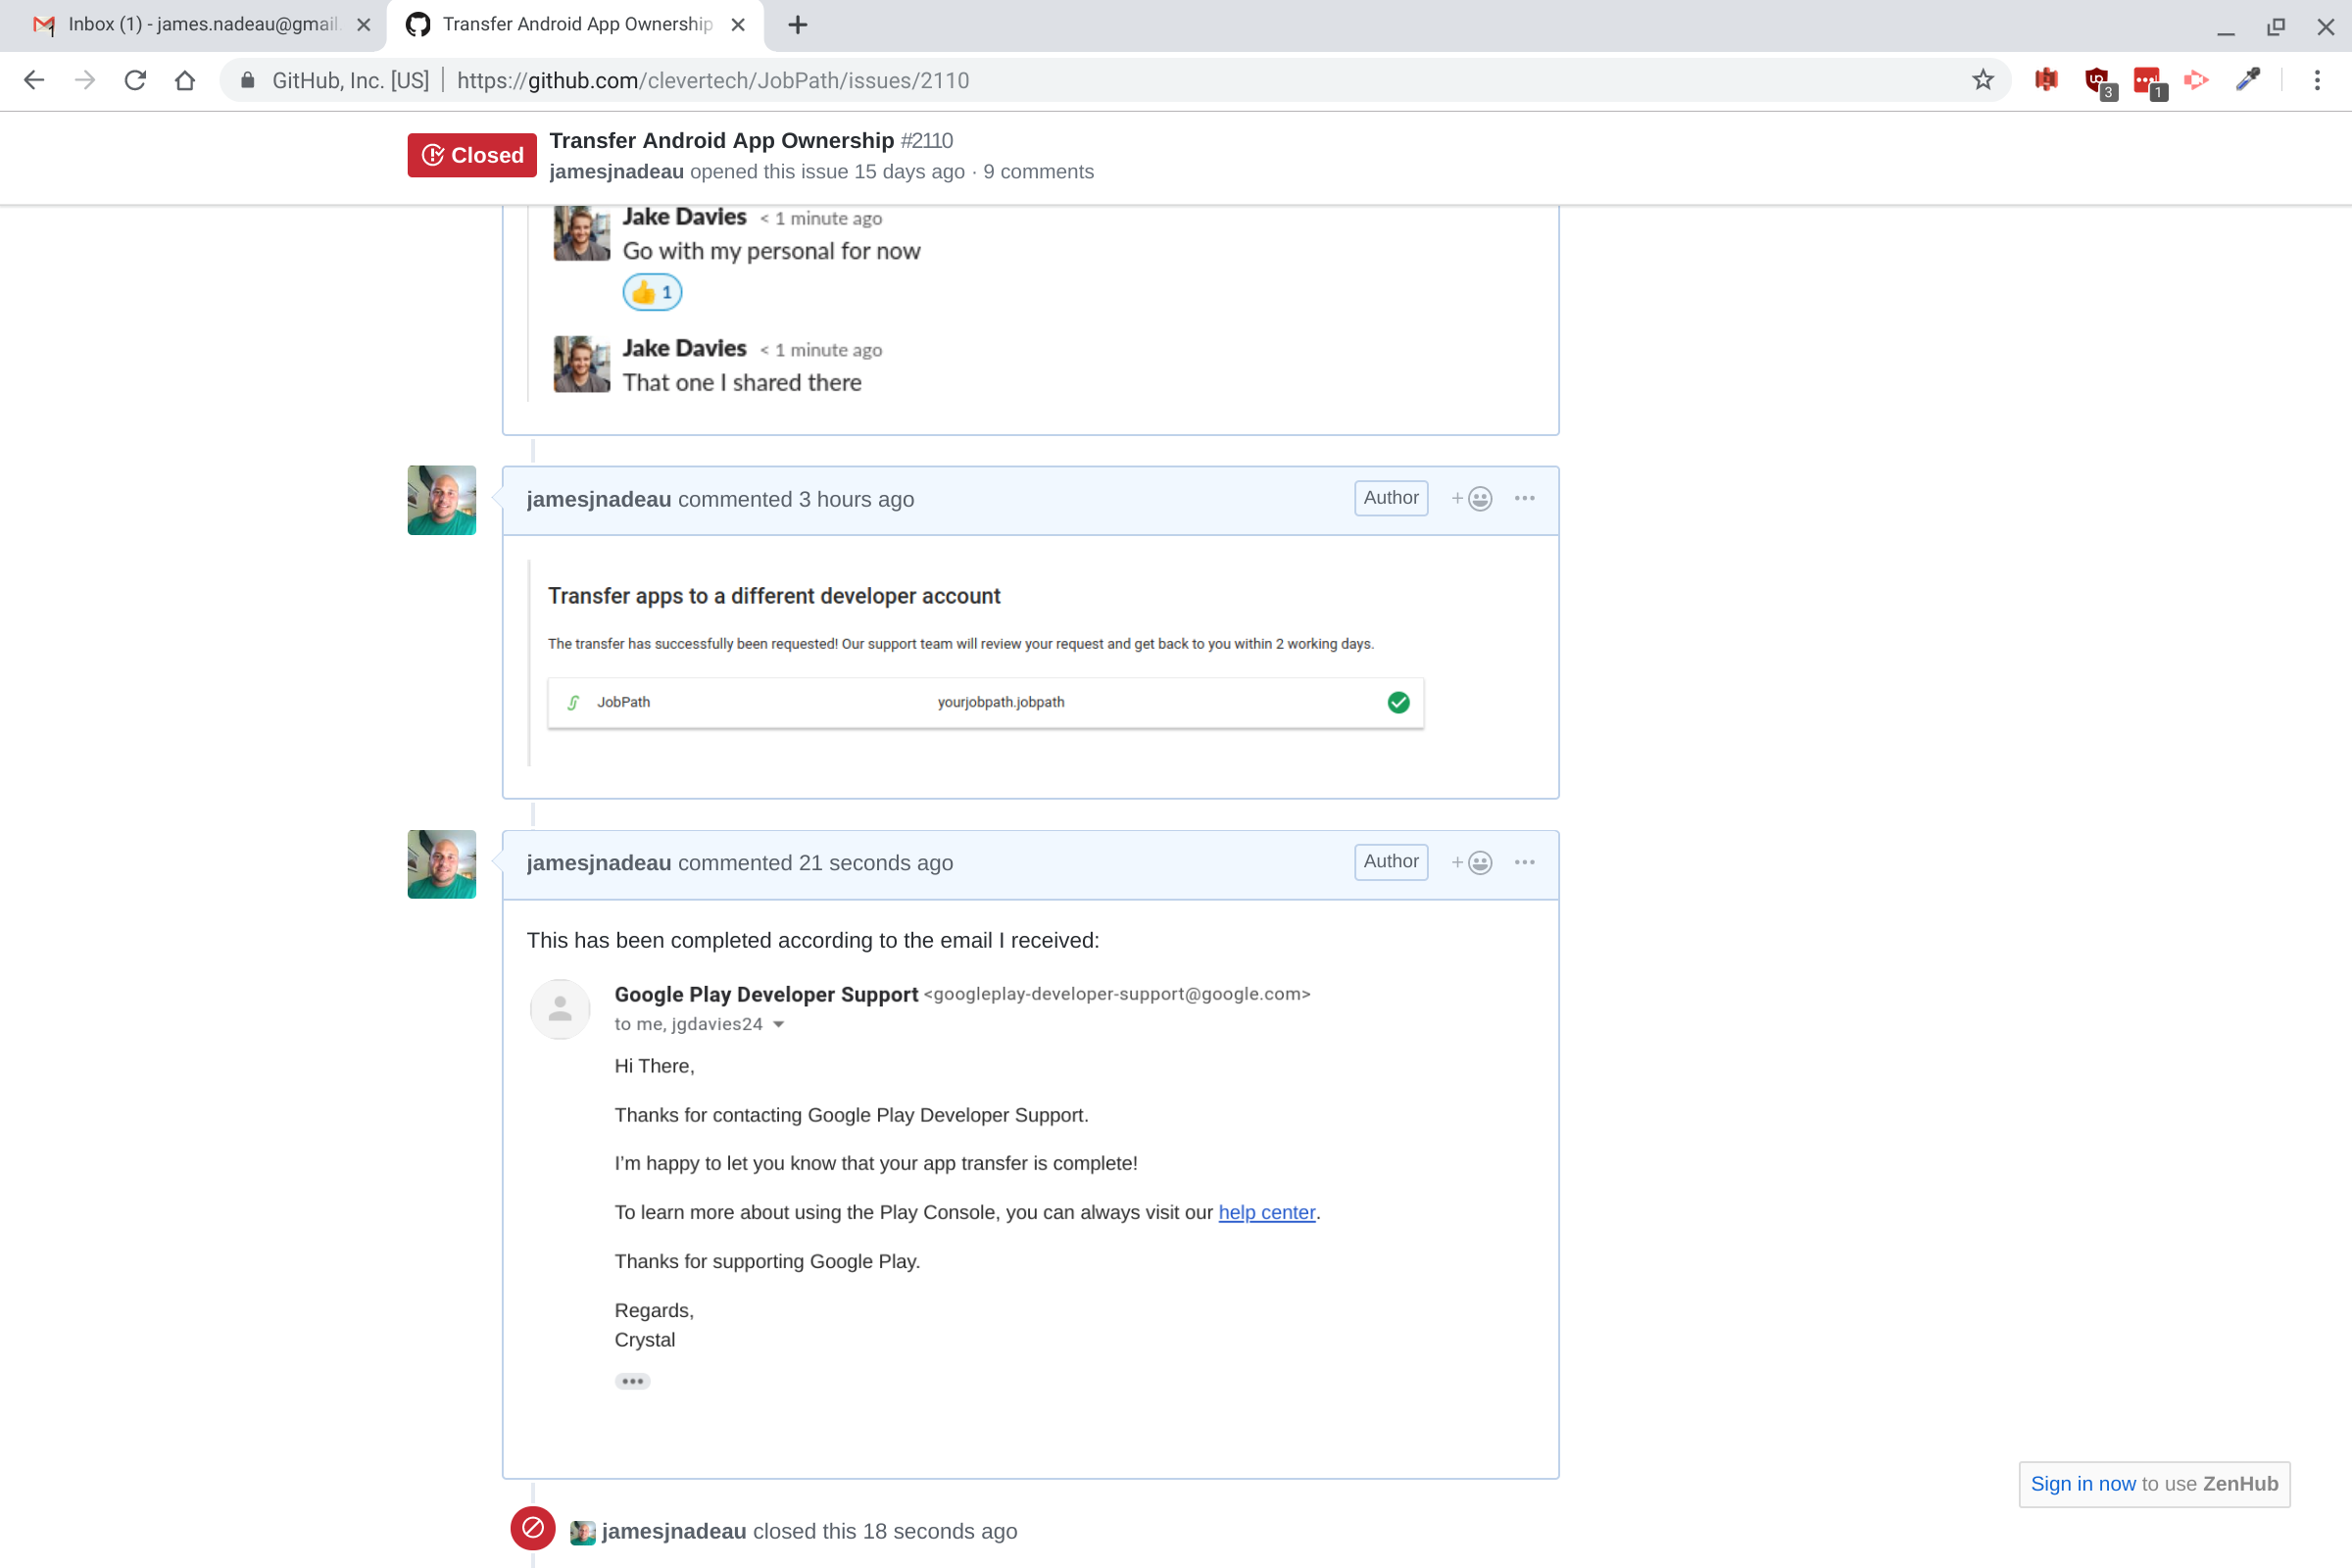 Inbox (1) - james.nadeau@gmail.
Transfer Android App Ownership
GitHub, Inc. [US]
https://github.com/clevertech/JobPath/issues/2110
3
1
Closed
Transfer Android App Ownership #2110
jamesjnadeau opened this issue 15 days ago · 9 comments
Jake Davies < 1 minute ago
Go with my personal for now
1
Jake Davies < 1 minute ago
That one I shared there
jamesjnadeau commented 3 hours ago
Author
Transfer apps to a different developer account
The transfer has successfully been requested! Our support team will review your request and get back to you within 2 working days.
JobPath yourjobpath.jobpath
jamesjnadeau commented 21 seconds ago
Author
This has been completed according to the email I received:
Google Play Developer Support <googleplay-developer-support@google.com>
to me, jgdavies24
Hi There,
Thanks for contacting Google Play Developer Support.
I'm happy to let you know that your app transfer is complete!
To learn more about using the Play Console, you can always visit our help center.
Thanks for supporting Google Play.
Regards,
Crystal
Sign in now to use ZenHub
jamesjnadeau closed this 18 seconds ago